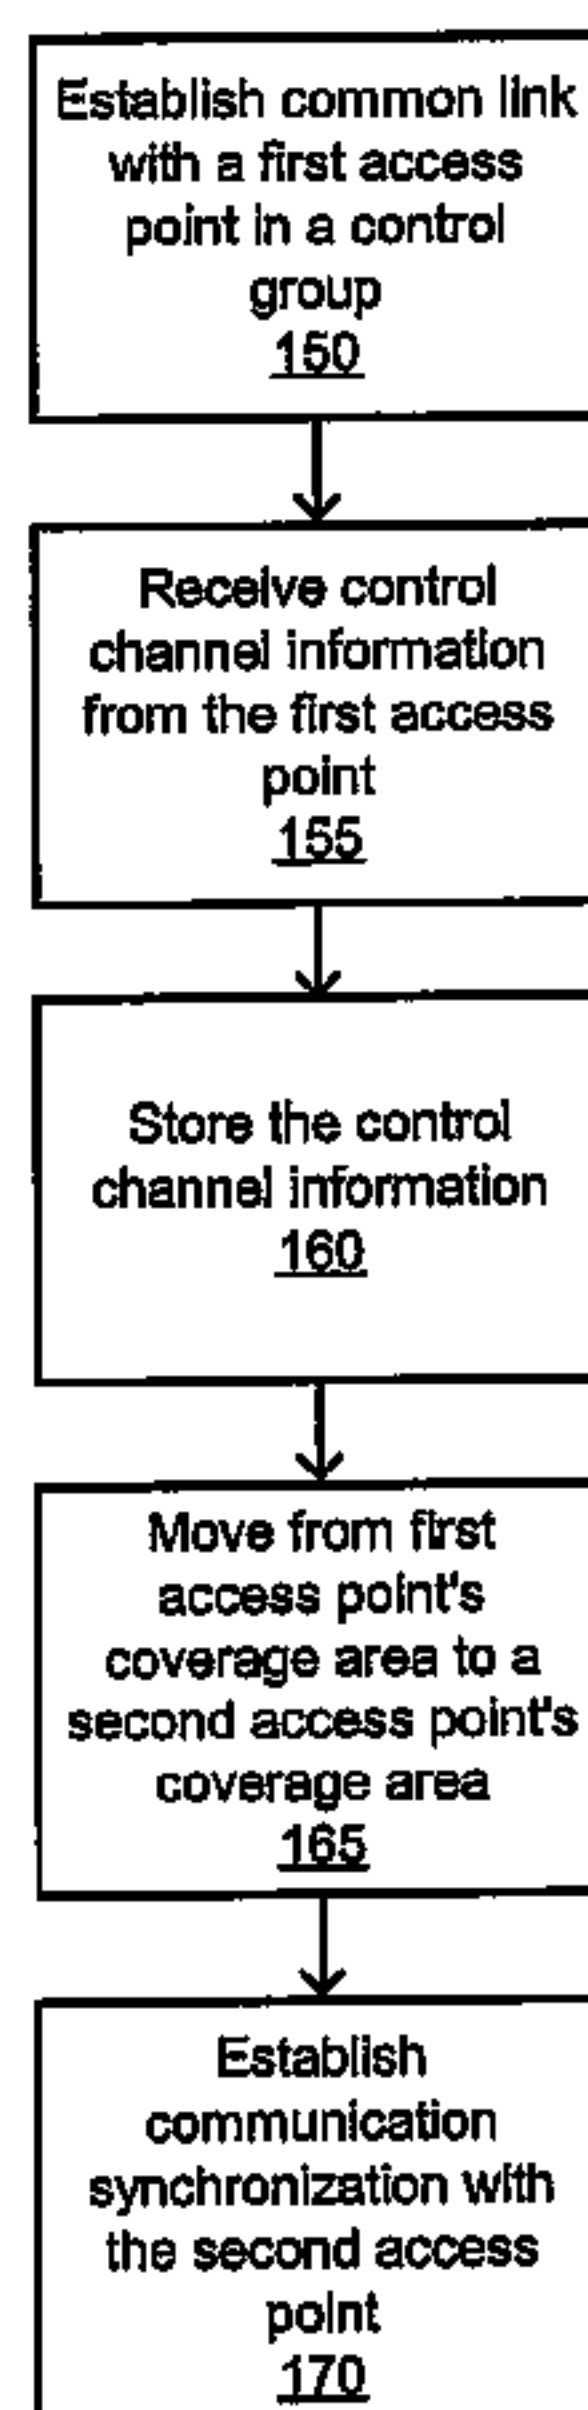 Establish common link
with a first access
point in a control
group
150
Receive control
channel information
from the first access
point
155
Store the control
channel information
160
Move from first
access point's
coverage area to a
second access point's
coverage area
165
Establish
communication
synchronization with
the second access
point
170